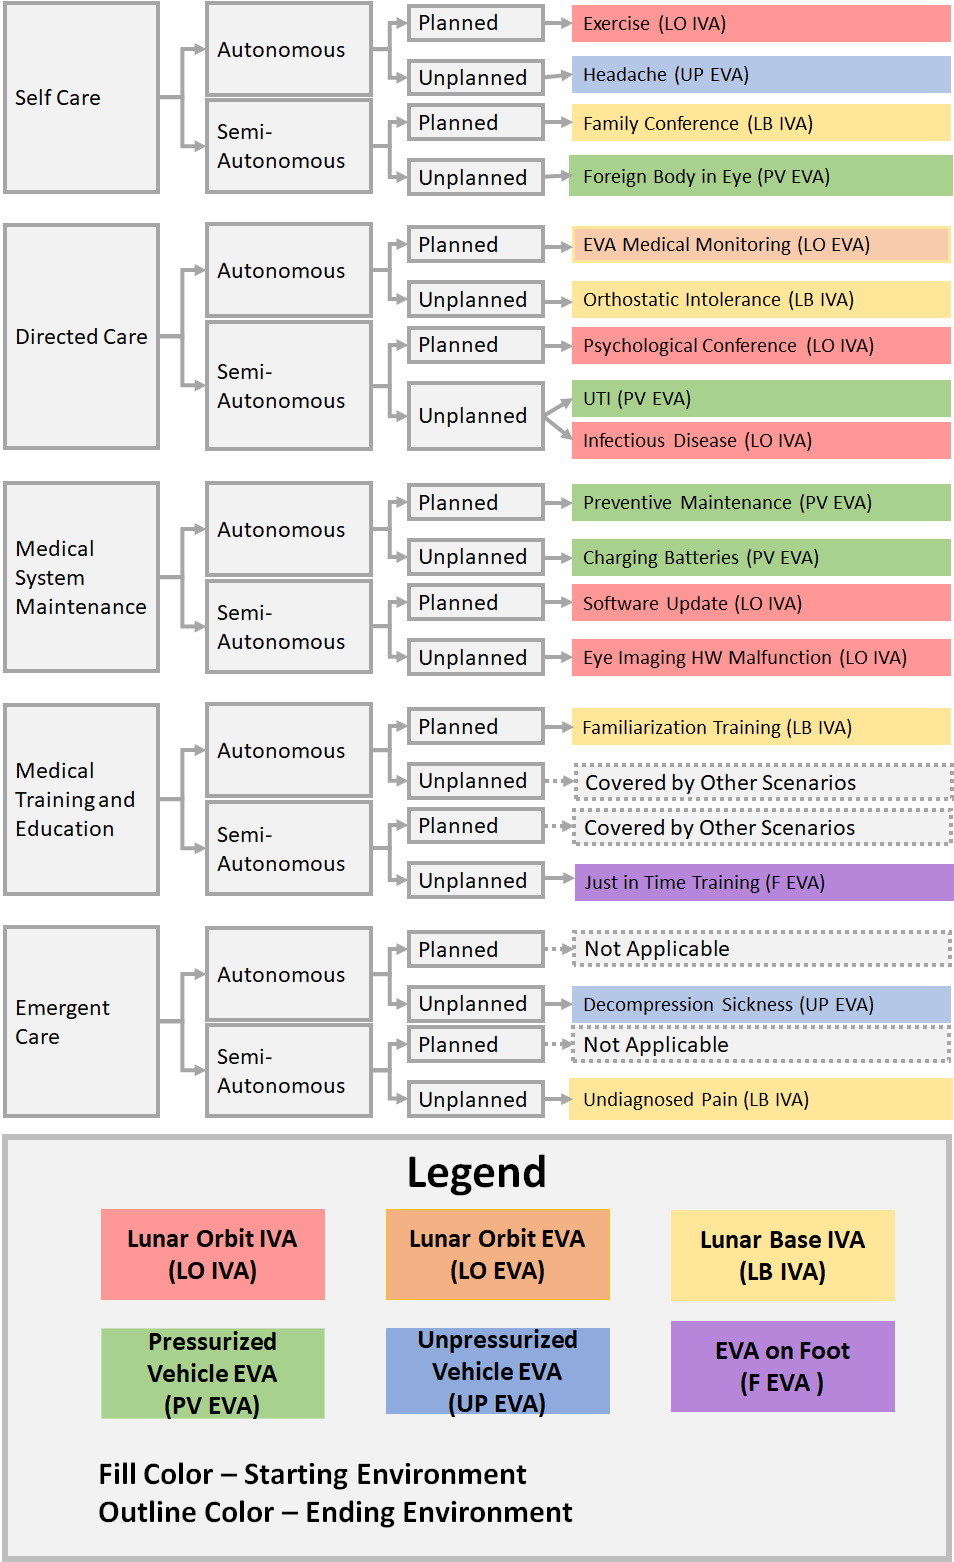 Self Care
Autonomous
Planned
Exercise (LO IVA)
Unplanned
Headache (UP EVA)
Semi-
Autonomous
Planned
Family Conference (LB IVA)
Unplanned
Foreign Body in Eye (PV EVA)
Directed Care
Autonomous
Planned
EVA Medical Monitoring (LO EVA)
Unplanned
Orthostatic Intolerance (LB IVA)
Semi-
Autonomous
Planned
Psychological Conference (LO IVA)
Unplanned
UTI (PV EVA)
Infectious Disease (LO IVA)
Medical
System
Maintenance
Autonomous
Planned
Preventive Maintenance (PV EVA)
Unplanned
Charging Batteries (PV EVA)
Semi-
Autonomous
Planned
Software Update (LO IVA)
Unplanned
Eye Imaging HW Malfunction (LO IVA)
Medical
Training and
Education
Autonomous
Planned
Familiarization Training (LB IVA)
Unplanned
Covered by Other Scenarios
Semi-
Autonomous
Planned
Covered by Other Scenarios
Unplanned
Just in Time Training (F EVA)
Emergent
Care
Autonomous
Planned
Not Applicable
Unplanned
Decompression Sickness (UP EVA)
Semi-
Autonomous
Planned
Not Applicable
Unplanned
Undiagnosed Pain (LB IVA)
Legend
Lunar Orbit IVA
(LO IVA)
Lunar Orbit EVA
(LO EVA)
Lunar Base IVA
(LB IVA)
Pressurized
Vehicle EVA
(PV EVA)
Unpressurized
Vehicle EVA
(UP EVA)
EVA on Foot
(F EVA )
Fill Color – Starting Environment
Outline Color – Ending Environment